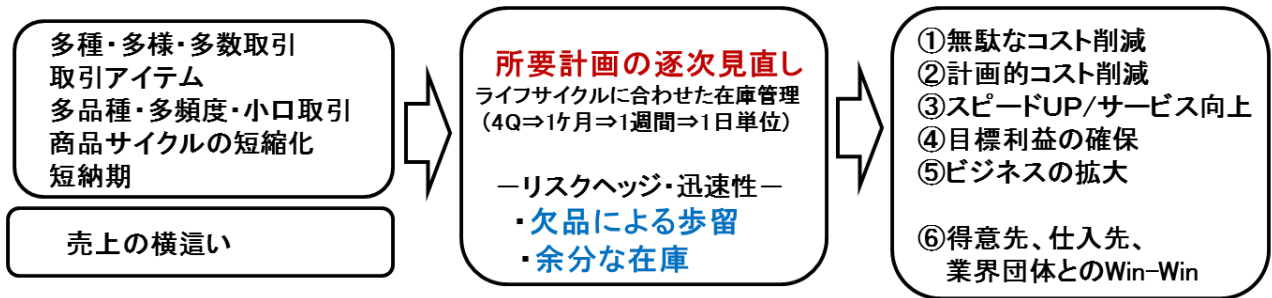 多種・多様・多数取引
取引アイテム
多品種・多頻度・小口取引
商品サイクルの短縮化
短納期
売上の横這い
所要計画の逐次見直し
ライフサイクルに合わせた在庫管理
(4Q⇒1ケ月⇒1週間⇒1日単位)
－リスクヘッジ・迅速性－
・欠品による歩留
・余分な在庫
①無駄なコスト削減
②計画的コスト削減
③スピードUP/サービス向上
④目標利益の確保
⑤ビジネスの拡大
⑥得意先、仕入先、
業界団体とのWin-Win